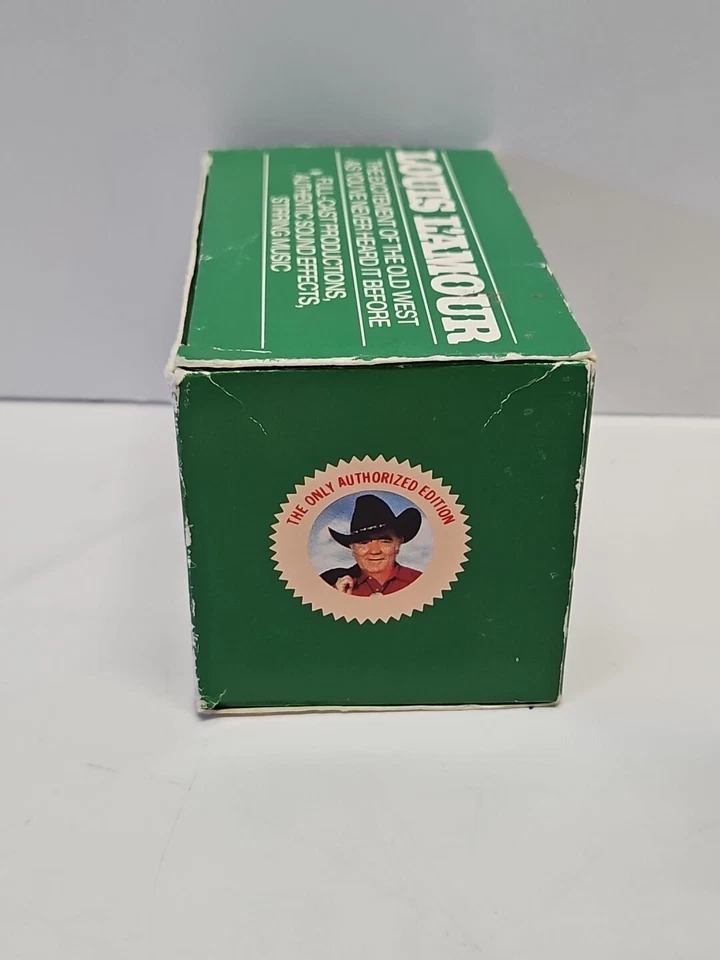 LOUIS L'AMOUR
THE EXCITEMENT OF THE OLD WEST
AS YOU'VE NEVER HEARD IT BEFORE
FULL-CAST PRODUCTIONS,
AUTHENTIC SOUND EFFECTS,
STIRRING MUSIC
THE ONLY AUTHORIZED EDITION